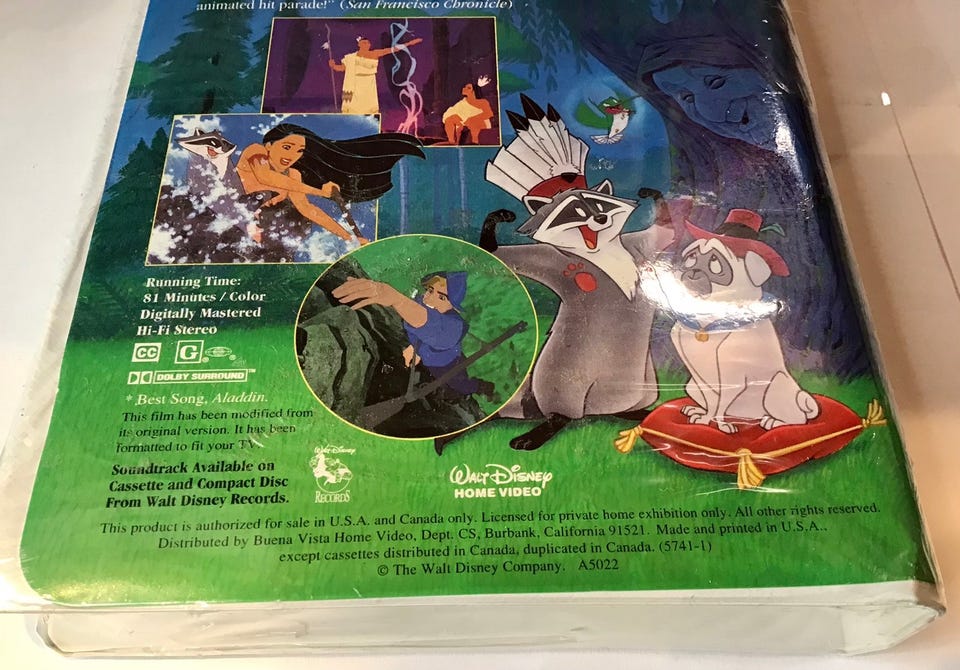 animated hit parade!" (San Francisco Chronicle)
Running Time:
81 Minutes / Color
Digitally Mastered
Hi-Fi Stereo
CC G
DOLBY SURROUND™
* Best Song, Aladdin.
This film has been modified from
its original version. It has been
formatted to fit your TV.
Soundtrack Available on
Cassette and Compact Disc
From Walt Disney Records.
Walt Disney
RECORDS
Walt Disney
HOME VIDEO
This product is authorized for sale in U.S.A. and Canada only. Licensed for private home exhibition only. All other rights reserved.
Distributed by Buena Vista Home Video, Dept. CS, Burbank, California 91521. Made and printed in U.S.A.,
except cassettes distributed in Canada, duplicated in Canada. (5741-1)
© The Walt Disney Company. A5022